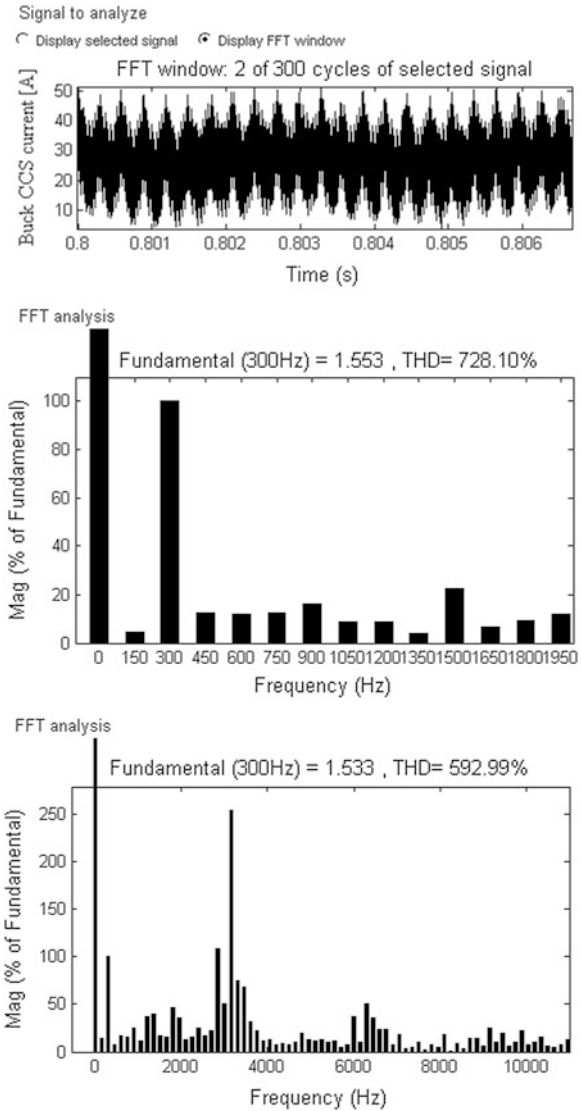 Signal to analyze
Display selected signal Display FFT window
FFT window: 2 of 300 cycles of selected signal
Buck CCS current [A]
50
40
30
20
10
0.8 0.801 0.802 0.803 0.804 0.805 0.806
Time (s)
FFT analysis
Fundamental (300Hz) = 1.553 , THD= 728.10%
Mag (% of Fundamental)
100
80
60
40
20
0
0 150 300 450 600 750 900 1050 1200 1350 1500 1650 1800 1950
Frequency (Hz)
FFT analysis
Fundamental (300Hz) = 1.533 , THD= 592.99%
Mag (% of Fundamental)
250
200
150
100
50
0
0 2000 4000 6000 8000 10000
Frequency (Hz)